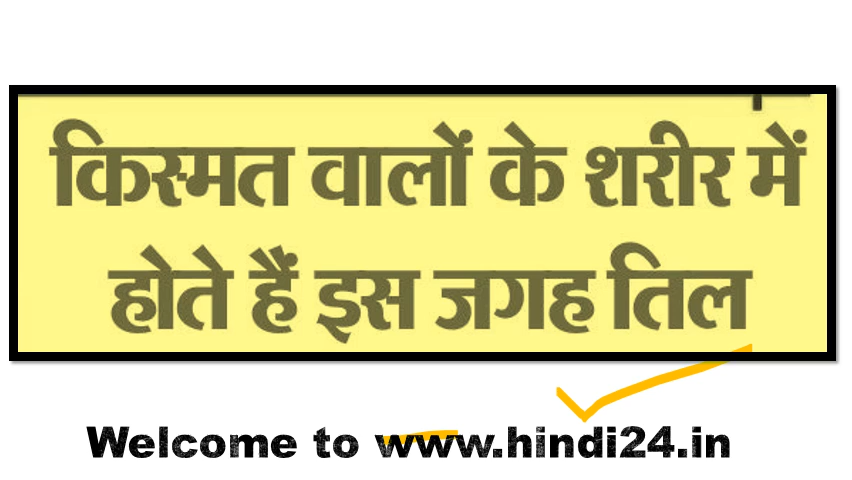 किस्मत वालों के शरीर में
होते हैं इस जगह तिल
Welcome to www.hindi24.in